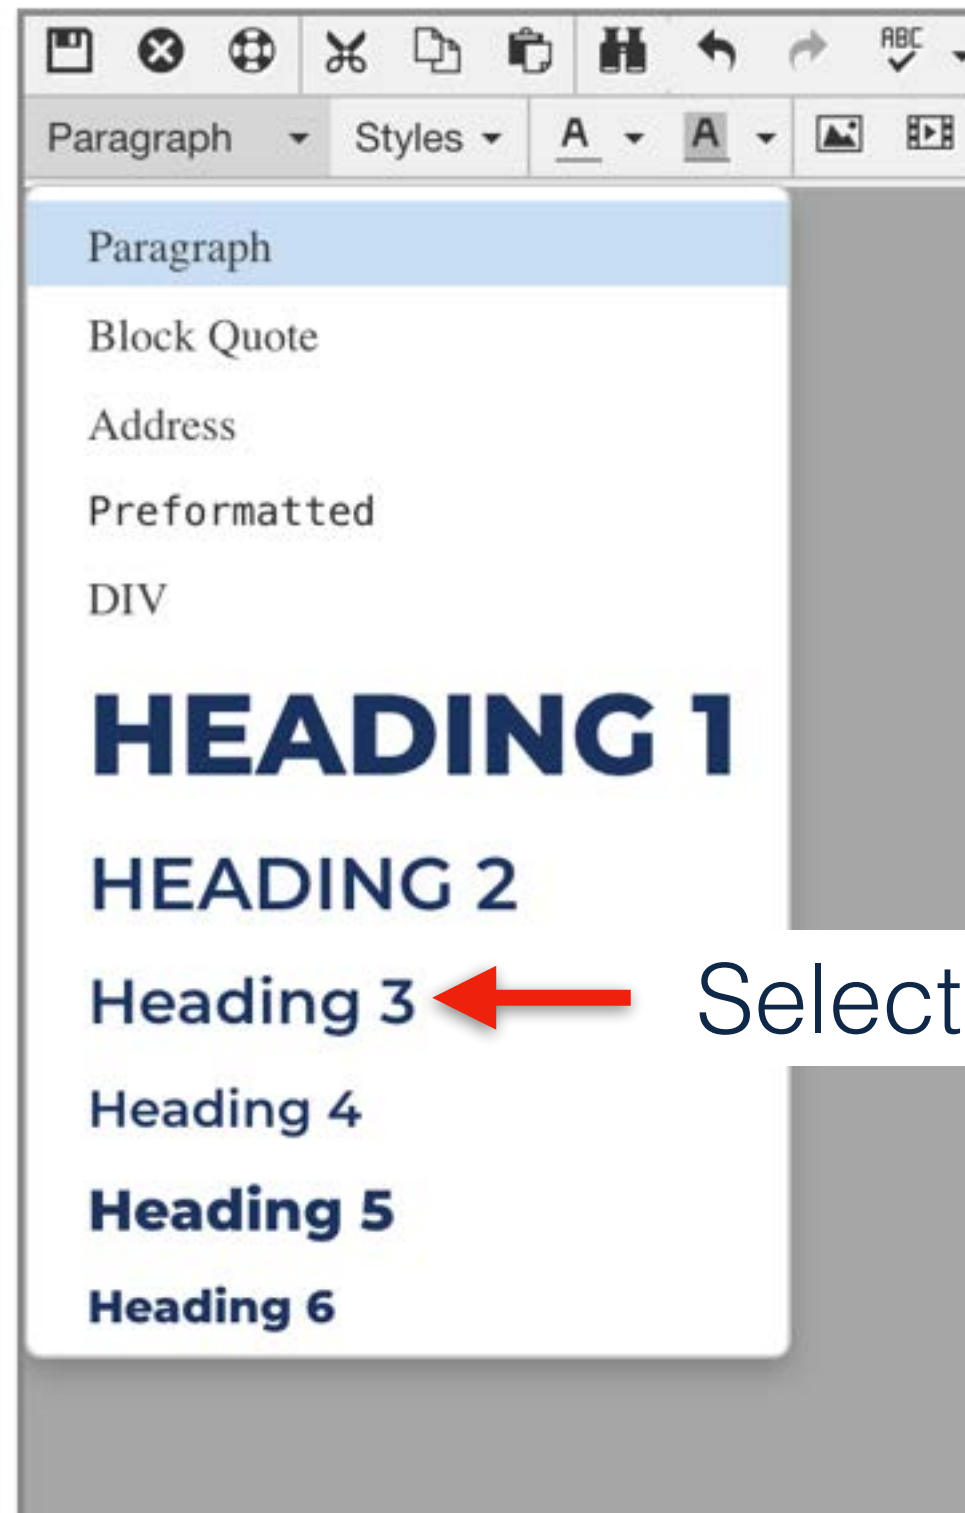 ABC
Paragraph Styles A A
Paragraph
Block Quote
Address
Preformatted
DIV
HEADING 1
HEADING 2
Heading 3 Select
Heading 4
Heading 5
Heading 6